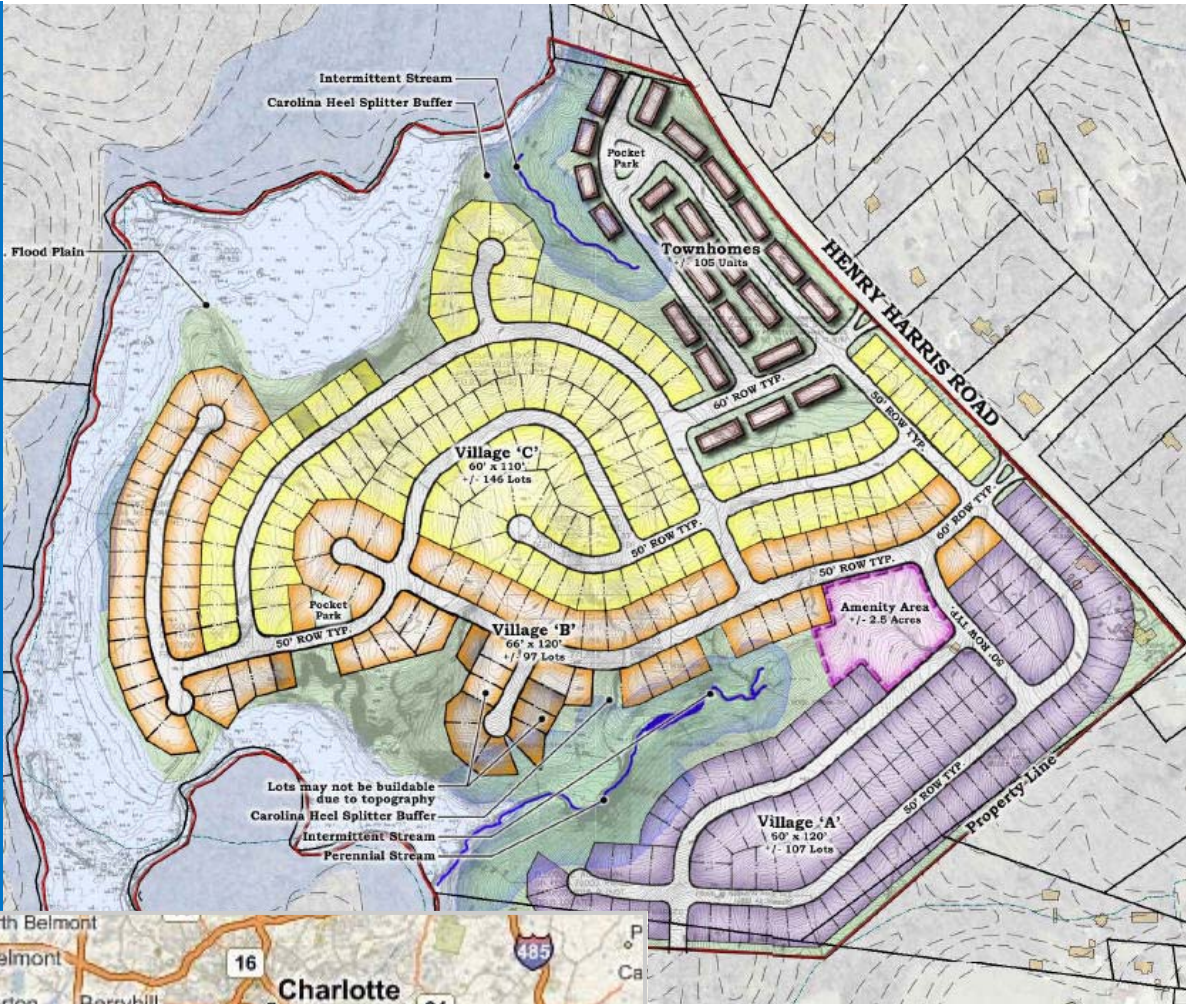 Intermittent Stream
Carolina Heel Splitter Buffer
Pocket
Park
. Flood Plain
Townhomes
+/- 105 Units
HENRY HARRIS ROAD
60' ROW TYP.
50' ROW TYP.
Village 'C'
60' x 110'
+/- 146 Lots
50' ROW TYP.
60' ROW TYP.
50' ROW TYP.
Amenity Area
+/- 2.5 Acres
Pocket
Park
50' ROW TYP.
Village 'B'
66' x 120'
+/- 97 Lots
50' ROW TYP.
Lots may not be buildable
due to topography
Carolina Heel Splitter Buffer
Intermittent Stream
Perennial Stream
50' ROW TYP.
Property Line
Village 'A'
50' x 120'
+/- 107 Lots
th Belmont
elmont
16
485
P
Ca
Charlotte
Berryhill